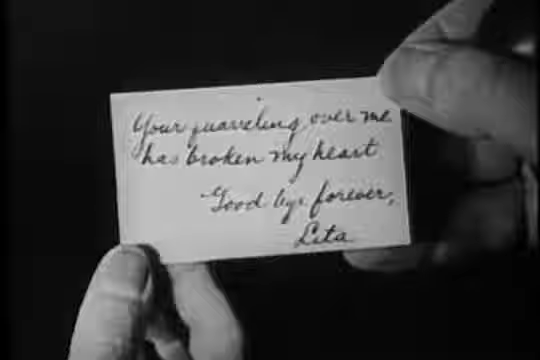 Your quarreling over me
has broken my heart
Good bye forever,
Lita